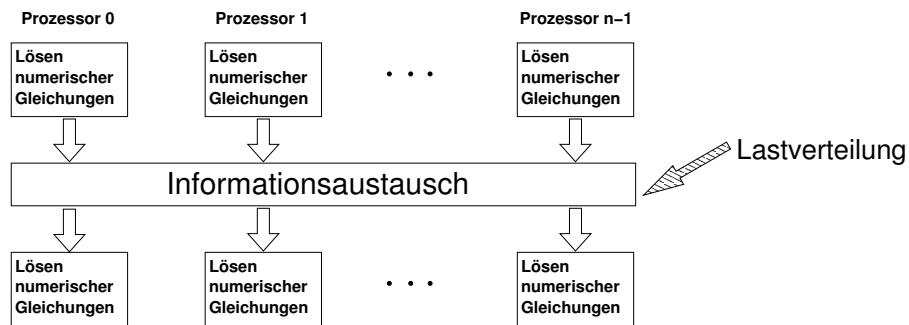 Prozessor 0
Prozessor 1
Prozessor n−1
Lösen
numerischer
Gleichungen
Lösen
numerischer
Gleichungen
. . .
Lösen
numerischer
Gleichungen
Lastverteilung
Informationsaustausch
Lösen
numerischer
Gleichungen
Lösen
numerischer
Gleichungen
. . .
Lösen
numerischer
Gleichungen